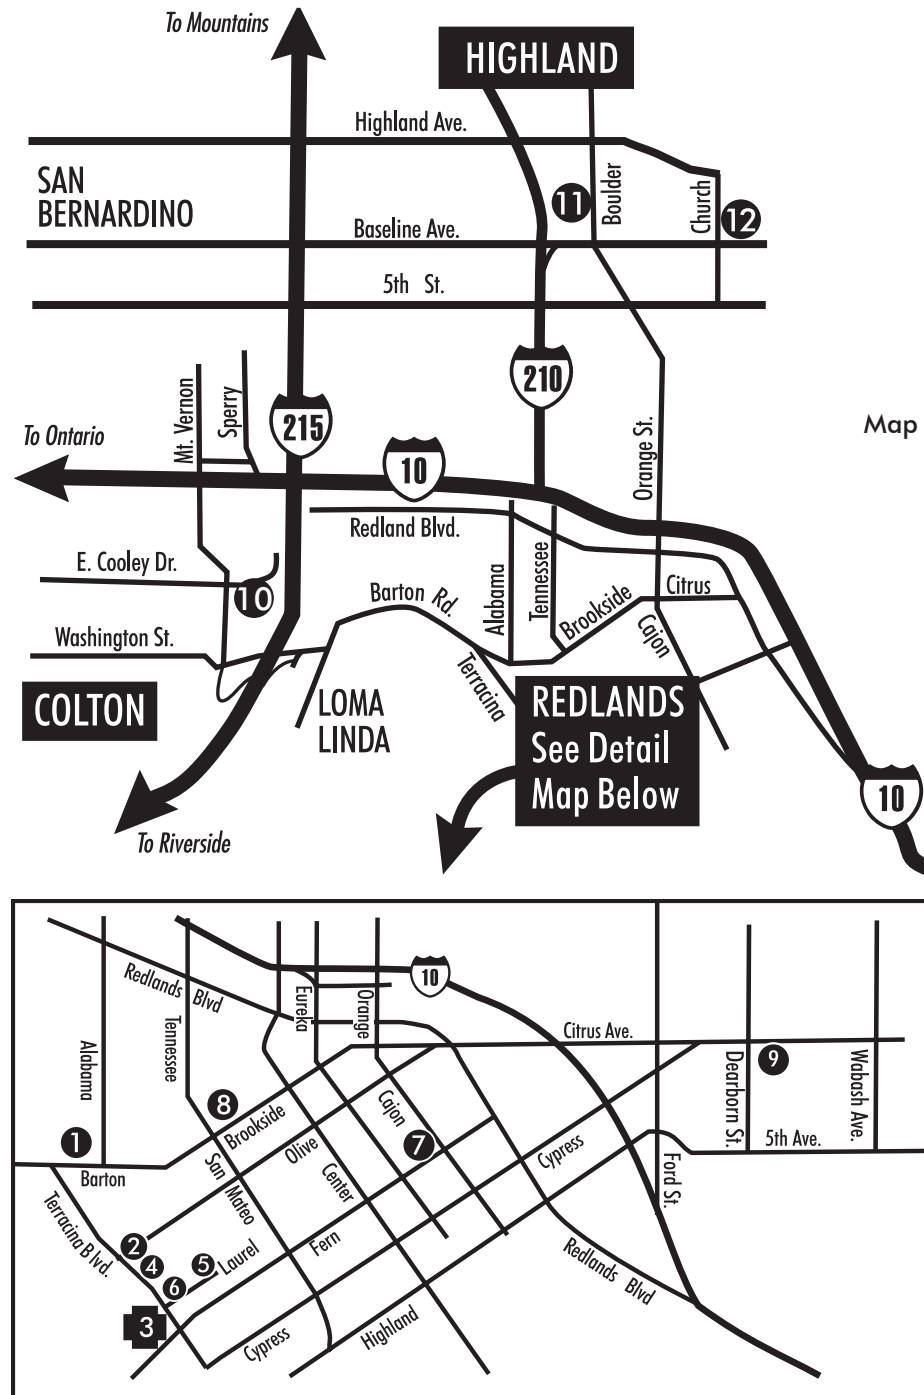 To Mountains
HIGHLAND
Highland Ave.
SAN
BERNARDINO
11
Boulder
Church
12
Baseline Ave.
5th St.
210
Mt. Vernon
Sperry
215
To Ontario
10
Orange St.
Map
Redland Blvd.
E. Cooley Dr.
10
Alabama
Tennessee
Barton Rd.
Brookside
Citrus
Washington St.
Cajon
Terracina
COLTON
LOMA
LINDA
REDLANDS
See Detail
Map Below
10
To Riverside
Redlands Blvd
Eureka
Orange
10
Tennessee
Citrus Ave.
Alabama
9
Dearborn St.
Wabash Ave.
8
Brookside
Cajon
1
7
5th Ave.
Olive
Barton
San Mateo
Center
Cypress
Ford St.
Terracina Blvd.
2
4
5
Laurel
Fern
6
Redlands Blvd
3
Cypress
Highland